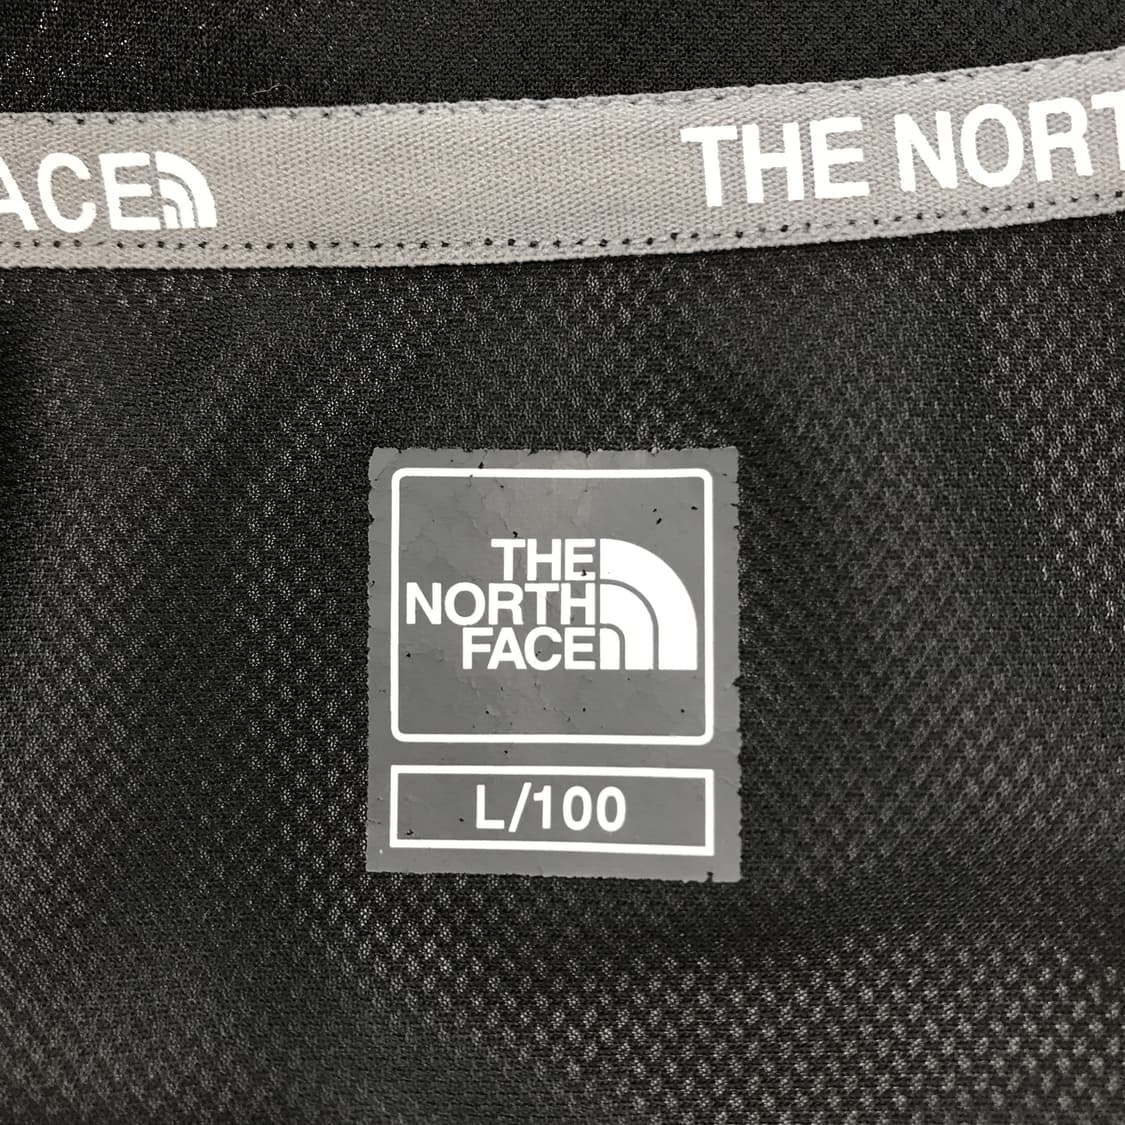 ACE
THE NORT
THE
NORTH
FACE
L/100